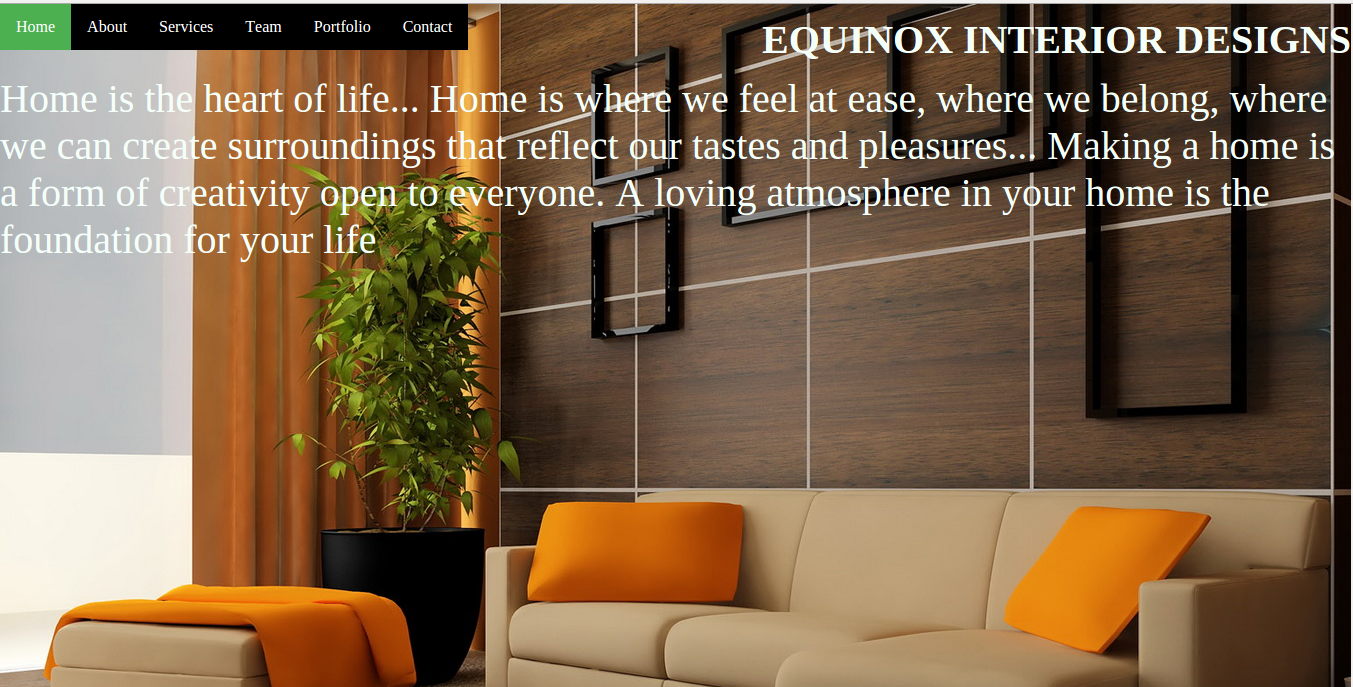 Home About Services Team Portfolio Contact
EQUINOX INTERIOR DESIGNS
Home is the heart of life... Home is where we feel at ease, where we belong, where
we can create surroundings that reflect our tastes and pleasures... Making a home is
a form of creativity open to everyone. A loving atmosphere in your home is the
foundation for your life